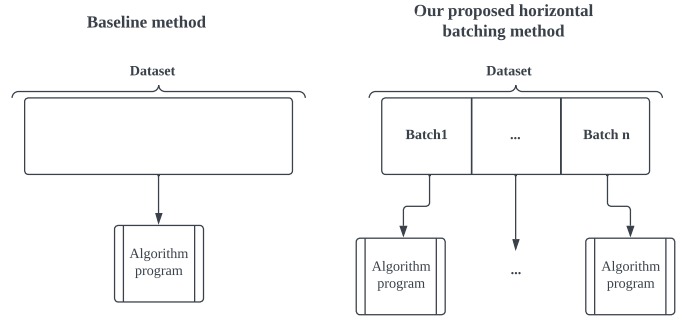 Baseline method
Dataset
Algorithm
program
Our proposed horizontal
batching method
Dataset
Batch1
...
Batch n
Algorithm
program
...
Algorithm
program